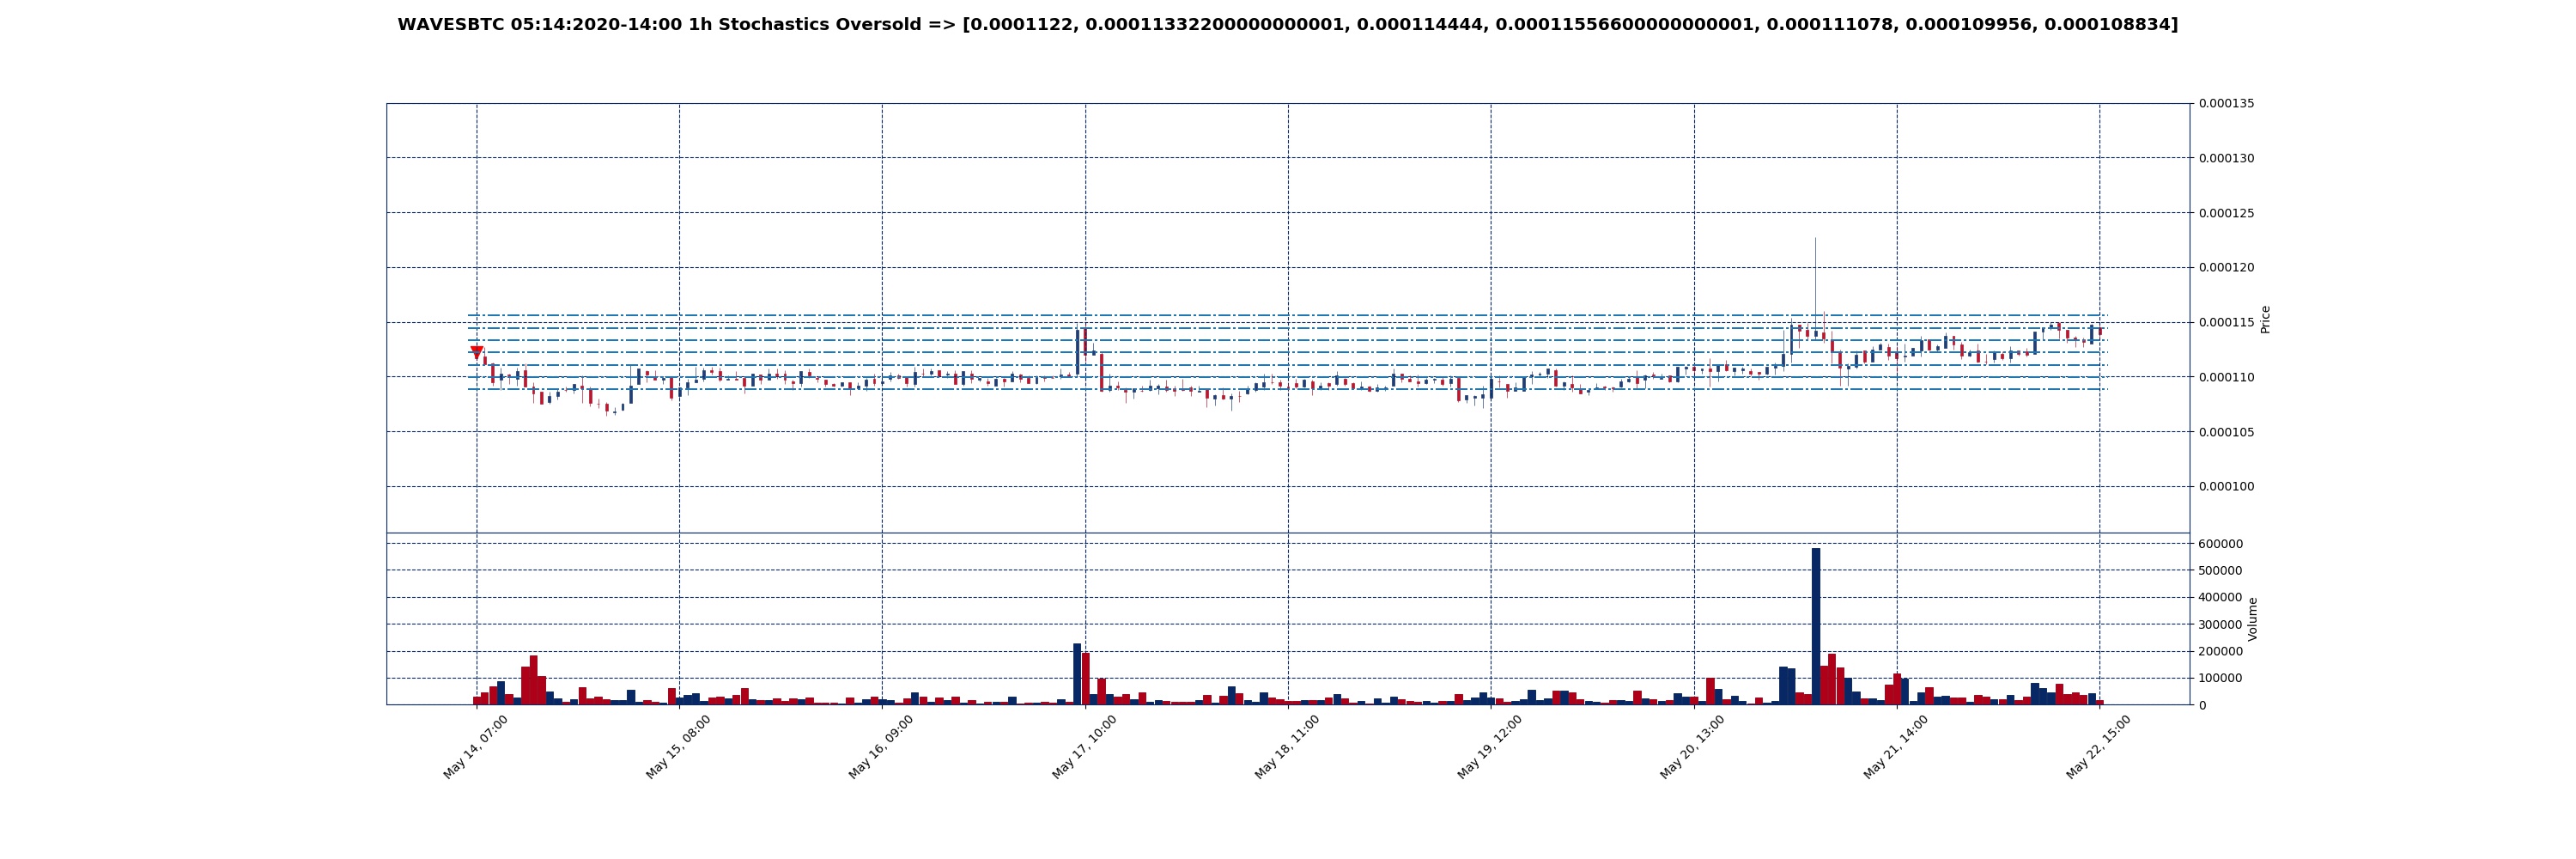 WAVESBTC 05:14:2020-14:00 1h Stochastics Oversold => [0.0001122, 0.00011332200000000001, 0.000114444, 0.00011556600000000001, 0.000111078, 0.000109956, 0.000108834]
0.000135
0.000130
0.000125
0.000120
0.000115
0.000110
0.000105
0.000100
Price
600000
500000
400000
300000
200000
100000
0
Volume
May 14, 07:00
May 15, 08:00
May 16, 09:00
May 17, 10:00
May 18, 11:00
May 19, 12:00
May 20, 13:00
May 21, 14:00
May 22, 15:00